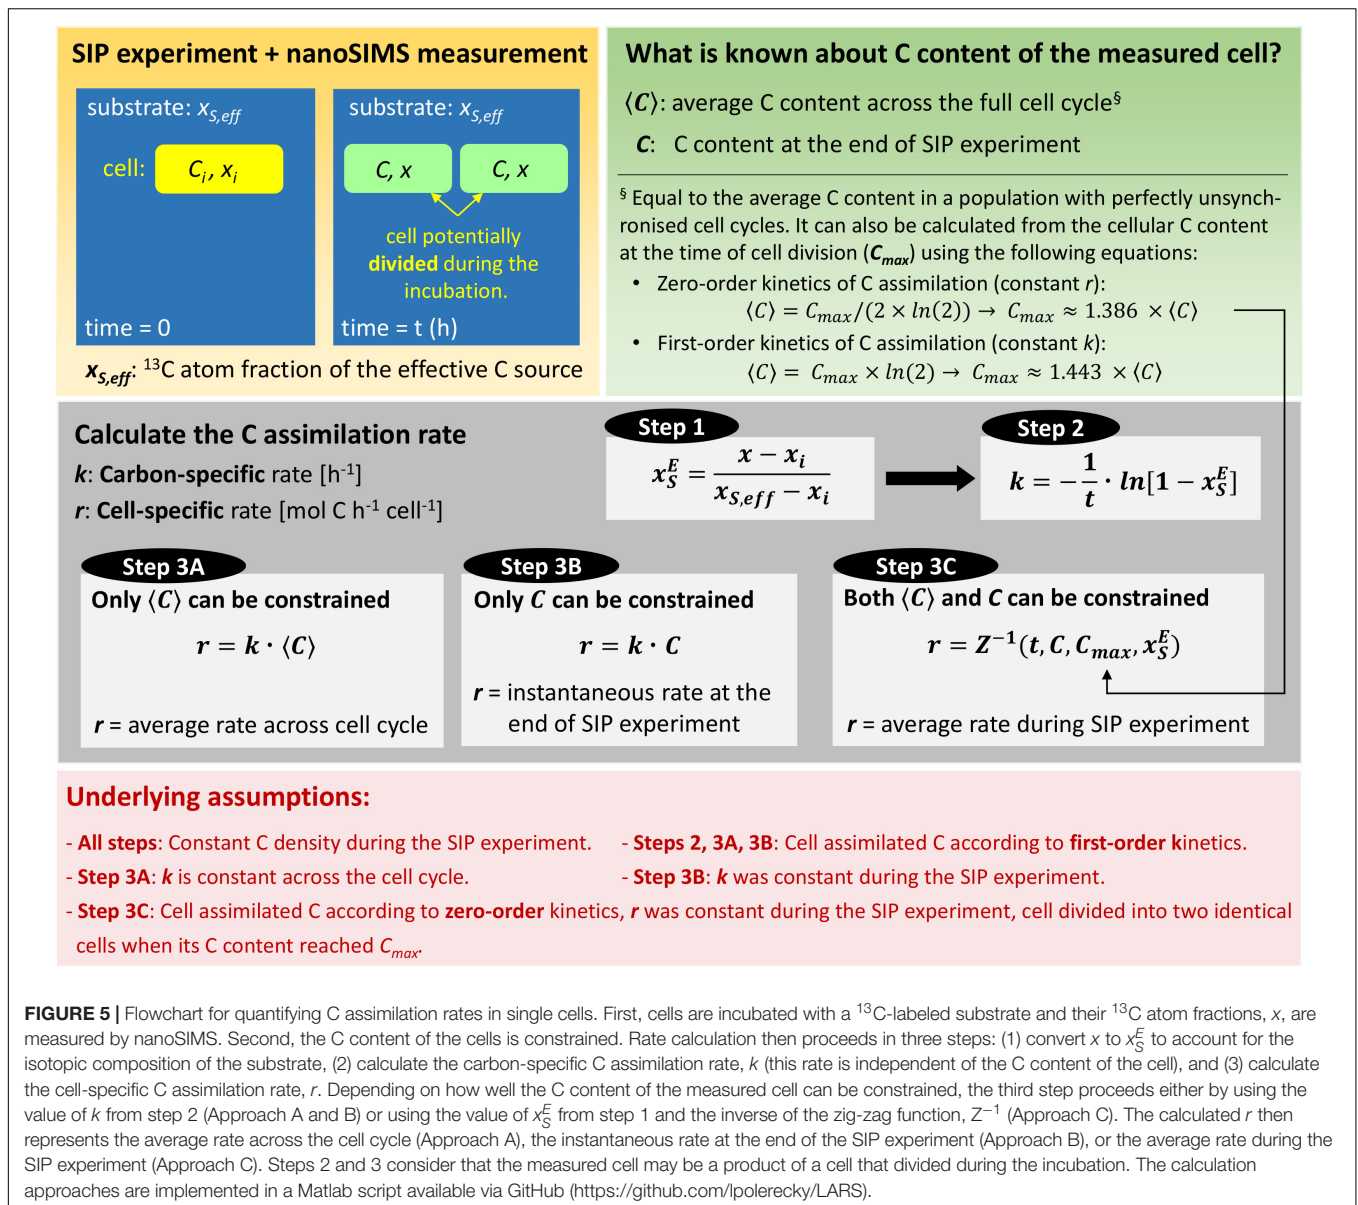 SIP experiment + nanoSIMS measurement
substrate: x_{S,eff}
cell:
C_i, x_i
time = 0
substrate: x_{S,eff}
C, x
C, x
cell potentially
divided during the
incubation.
time = t (h)
x_{S,eff}: ¹³C atom fraction of the effective C source
What is known about C content of the measured cell?
⟨C⟩: average C content across the full cell cycle§
C: C content at the end of SIP experiment
§ Equal to the average C content in a population with perfectly unsynch-
ronised cell cycles. It can also be calculated from the cellular C content
at the time of cell division (C_max) using the following equations:
• Zero-order kinetics of C assimilation (constant r):
⟨C⟩ = C_max/(2 × ln(2)) → C_max ≈ 1.386 × ⟨C⟩
• First-order kinetics of C assimilation (constant k):
⟨C⟩ = C_max × ln(2) → C_max ≈ 1.443 × ⟨C⟩
Calculate the C assimilation rate
k: Carbon-specific rate [h⁻¹]
r: Cell-specific rate [mol C h⁻¹ cell⁻¹]
Step 1
x_S^E = (x − x_i)/(x_{S,eff} − x_i)
Step 2
k = −(1/t) · ln[1 − x_S^E]
Step 3A
Only ⟨C⟩ can be constrained
r = k · ⟨C⟩
r = average rate across cell cycle
Step 3B
Only C can be constrained
r = k · C
r = instantaneous rate at the
end of SIP experiment
Step 3C
Both ⟨C⟩ and C can be constrained
r = Z⁻¹(t, C, C_max, x_S^E)
r = average rate during SIP experiment
Underlying assumptions:
- All steps: Constant C density during the SIP experiment.
- Steps 2, 3A, 3B: Cell assimilated C according to first-order kinetics.
- Step 3A: k is constant across the cell cycle.
- Step 3B: k was constant during the SIP experiment.
- Step 3C: Cell assimilated C according to zero-order kinetics, r was constant during the SIP experiment, cell divided into two identical
cells when its C content reached C_max.
FIGURE 5 | Flowchart for quantifying C assimilation rates in single cells. First, cells are incubated with a ¹³C-labeled substrate and their ¹³C atom fractions, x, are
measured by nanoSIMS. Second, the C content of the cells is constrained. Rate calculation then proceeds in three steps: (1) convert x to x_S^E to account for the
isotopic composition of the substrate, (2) calculate the carbon-specific C assimilation rate, k (this rate is independent of the C content of the cell), and (3) calculate
the cell-specific C assimilation rate, r. Depending on how well the C content of the measured cell can be constrained, the third step proceeds either by using the
value of k from step 2 (Approach A and B) or using the value of x_S^E from step 1 and the inverse of the zig-zag function, Z⁻¹ (Approach C). The calculated r then
represents the average rate across the cell cycle (Approach A), the instantaneous rate at the end of the SIP experiment (Approach B), or the average rate during the
SIP experiment (Approach C). Steps 2 and 3 consider that the measured cell may be a product of a cell that divided during the incubation. The calculation
approaches are implemented in a Matlab script available via GitHub (https://github.com/lpolerecky/LARS).